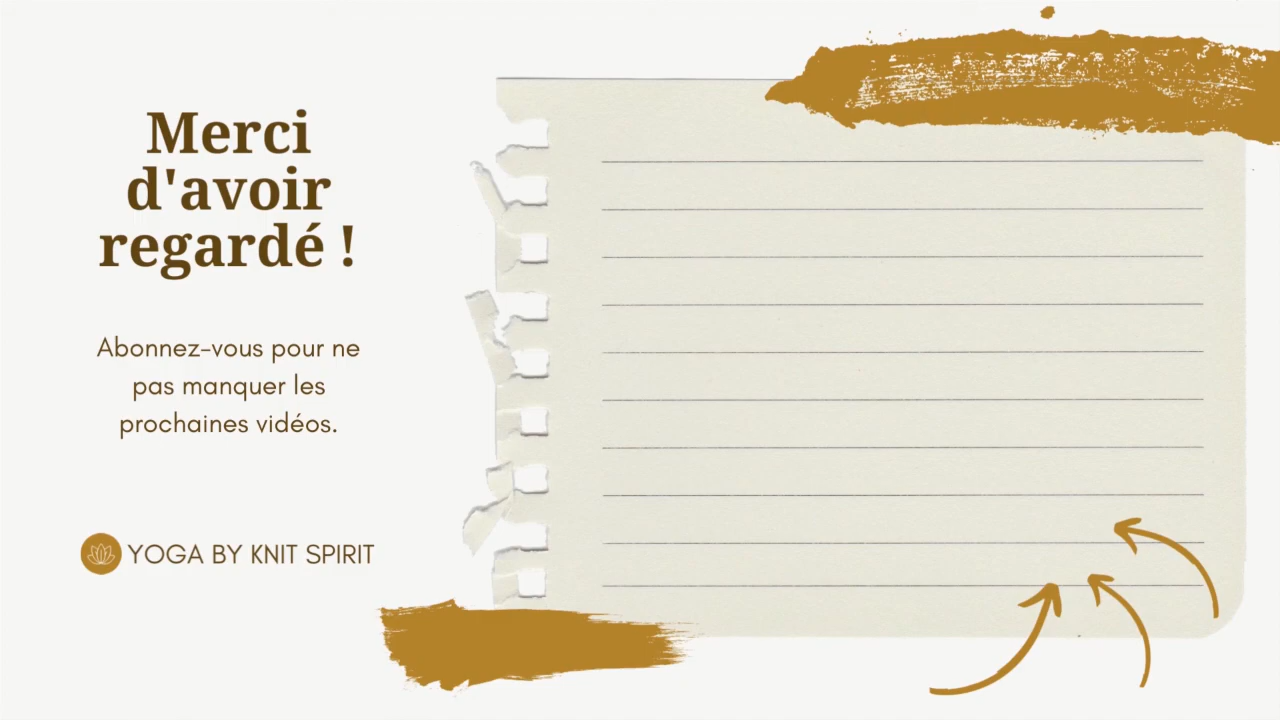 Merci
d'avoir
regardé !
Abonnez-vous pour ne
pas manquer les
prochaines vidéos.
YOGA BY KNIT SPIRIT